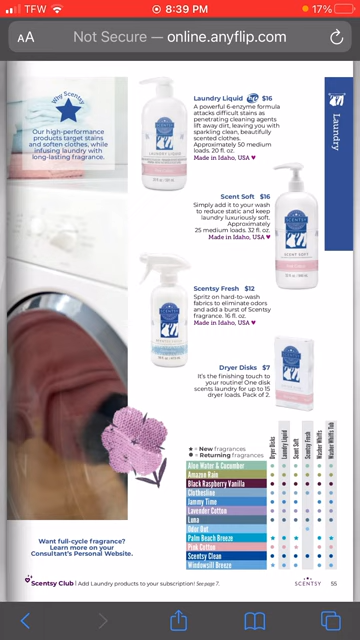 TFW
8:39 PM
17%
AA
Not Secure — online.anyflip.com
Why Scentsy
Our high-performance
products target stains
and soften clothes, while
infusing laundry with
long-lasting fragrance.
Laundry Liquid he $16
A powerful 6-enzyme formula
attacks difficult stains as
penetrating cleaning agents
lift away dirt, leaving you with
sparkling clean, beautifully
scented clothes.
Approximately 50 medium
loads. 20 fl. oz.
Made in Idaho, USA ♥
Laundry
Scent Soft $16
Simply add it to your wash
to reduce static and keep
laundry luxuriously soft.
Approximately
25 medium loads. 32 fl. oz.
Made in Idaho, USA ♥
SCENTSY
SCENT SOFT
Scentsy Fresh $12
Spritz on hard-to-wash
fabrics to eliminate odors
and add a burst of Scentsy
fragrance. 16 fl. oz.
Made in Idaho, USA ♥
Dryer Disks $7
It's the finishing touch to
your routine! One disk
scents laundry for up to 15
dryer loads. Pack of 2.
★ = New fragrances
● = Returning fragrances
Dryer Disks
Laundry Liquid
Scent Soft
Scentsy Fresh
Washer Whiffs
Washer Whiffs Tub
Aloe Water & Cucumber
Amazon Rain
Black Raspberry Vanilla
Clothesline
Jammy Time
Lavender Cotton
Luna
Odor Out
Palm Beach Breeze
Pink Cotton
Scentsy Clean
Windowsill Breeze
Want full-cycle fragrance?
Learn more on your
Consultant's Personal Website.
Scentsy Club | Add Laundry products to your subscription! See page 7.
SCENTSY
55